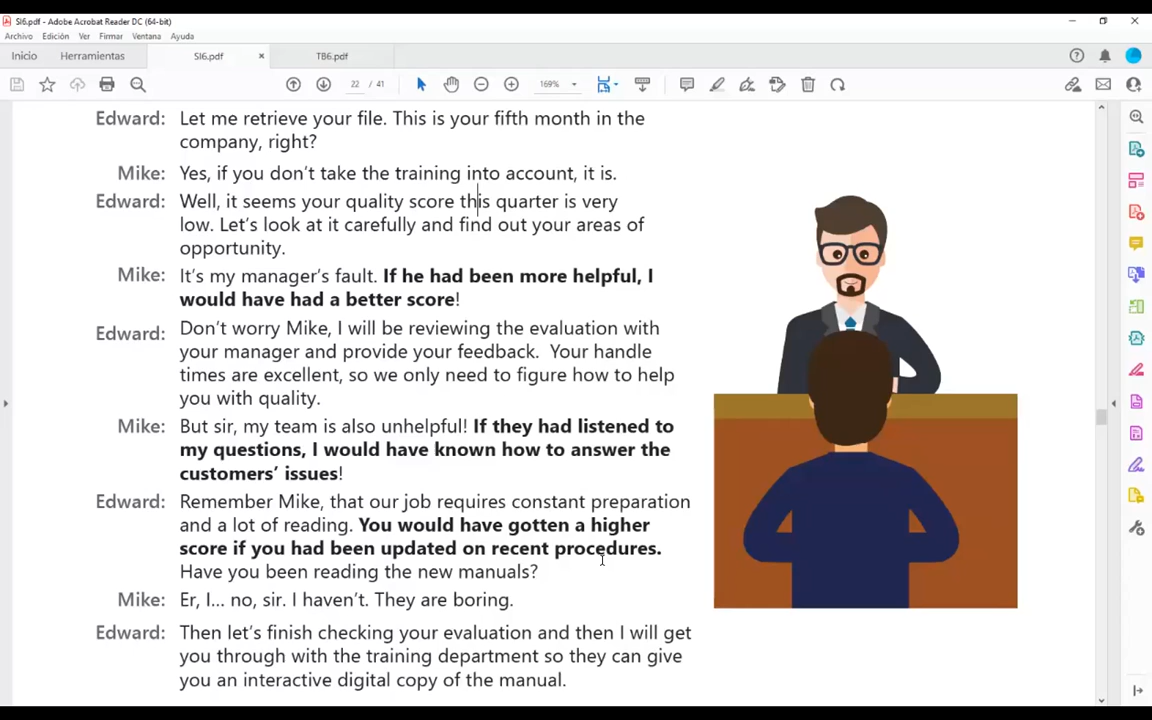 SI6.pdf - Adobe Acrobat Reader DC (64-bit)
Archivo Edición Ver Firmar Ventana Ayuda
Inicio Herramientas SI6.pdf × TB6.pdf
22 / 41 169%
Edward: Let me retrieve your file. This is your fifth month in the
company, right?
Mike: Yes, if you don't take the training into account, it is.
Edward: Well, it seems your quality score this quarter is very
low. Let's look at it carefully and find out your areas of
opportunity.
Mike: It's my manager's fault. If he had been more helpful, I
would have had a better score!
Edward: Don't worry Mike, I will be reviewing the evaluation with
your manager and provide your feedback. Your handle
times are excellent, so we only need to figure how to help
you with quality.
Mike: But sir, my team is also unhelpful! If they had listened to
my questions, I would have known how to answer the
customers' issues!
Edward: Remember Mike, that our job requires constant preparation
and a lot of reading. You would have gotten a higher
score if you had been updated on recent procedures.
Have you been reading the new manuals?
Mike: Er, I... no, sir. I haven't. They are boring.
Edward: Then let's finish checking your evaluation and then I will get
you through with the training department so they can give
you an interactive digital copy of the manual.